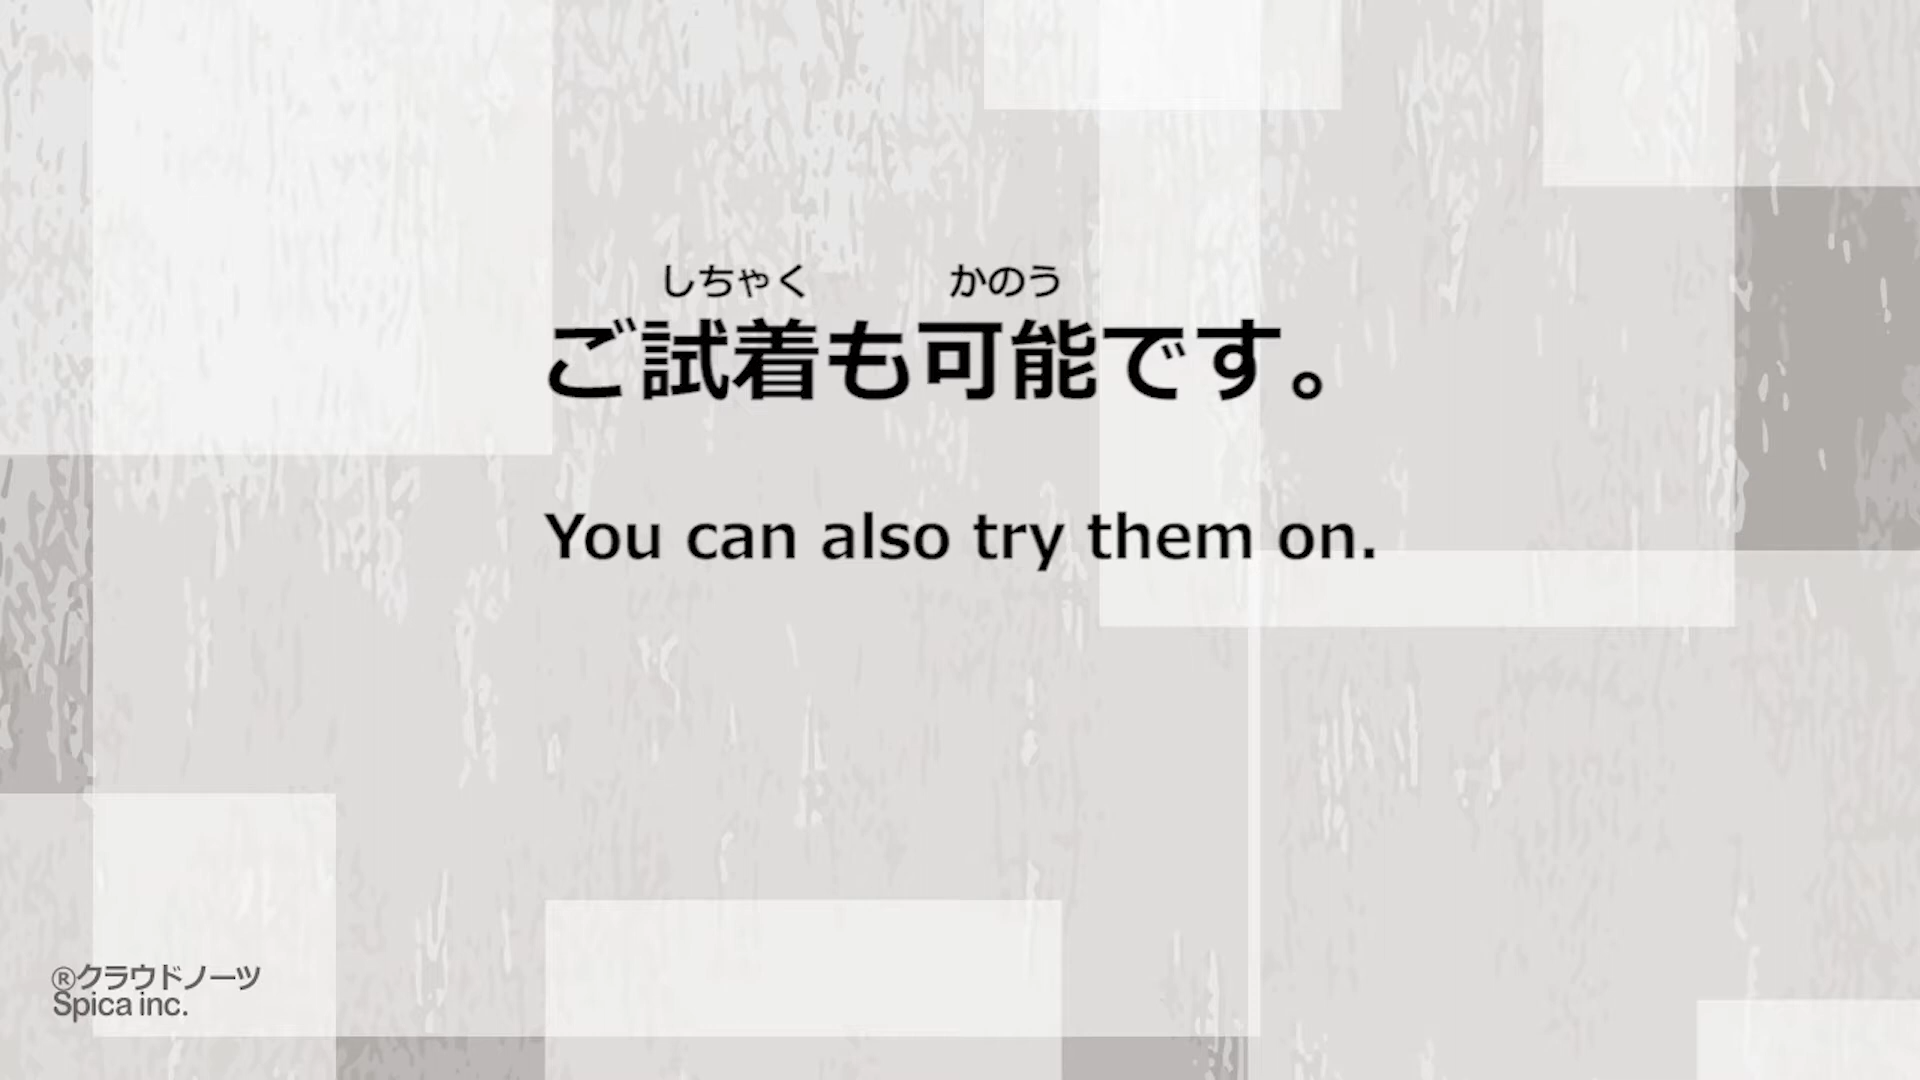 しちゃく かのう
ご試着も可能です。
You can also try them on.
®クラウドノーツ
Spica inc.